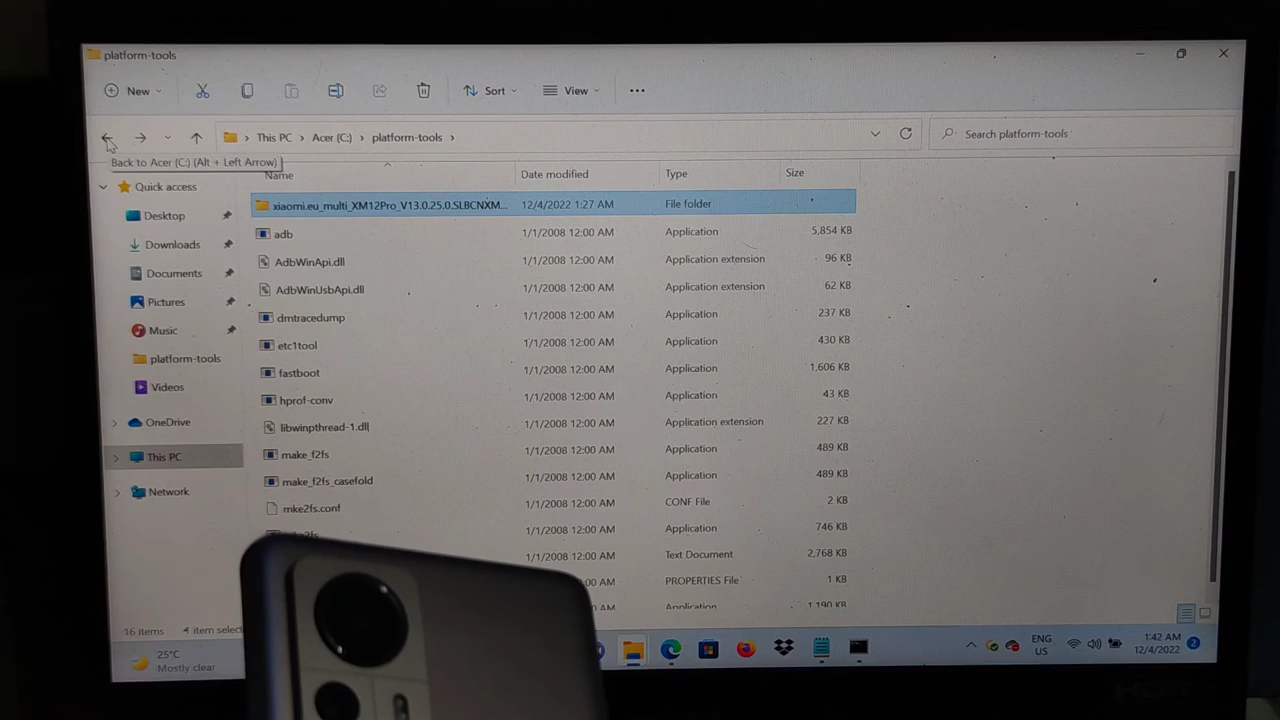 platform-tools
New
Sort
View
This PC > Acer (C:) > platform-tools >
Search platform-tools
Back to Acer (C:) (Alt + Left Arrow)
Name Date modified Type Size
Quick access
Desktop
Downloads
Documents
Pictures
Music
platform-tools
Videos
OneDrive
This PC
Network
xiaomi.eu_multi_XM12Pro_V13.0.25.0.SLBCNXM... 12/4/2022 1:27 AM File folder
adb 1/1/2008 12:00 AM Application 5,854 KB
AdbWinApi.dll 1/1/2008 12:00 AM Application extension 96 KB
AdbWinUsbApi.dll 1/1/2008 12:00 AM Application extension 62 KB
dmtracedump 1/1/2008 12:00 AM Application 237 KB
etc1tool 1/1/2008 12:00 AM Application 430 KB
fastboot 1/1/2008 12:00 AM Application 1,606 KB
hprof-conv 1/1/2008 12:00 AM Application 43 KB
libwinpthread-1.dll 1/1/2008 12:00 AM Application extension 227 KB
make_f2fs 1/1/2008 12:00 AM Application 489 KB
make_f2fs_casefold 1/1/2008 12:00 AM Application 489 KB
mke2fs.conf 1/1/2008 12:00 AM CONF File 2 KB
1/1/2008 12:00 AM Application 746 KB
1/1/2008 12:00 AM Text Document 2,768 KB
00 AM PROPERTIES File 1 KB
AM Application 1,190 KB
16 items
item selec
25°C
Mostly clear
ENG
US
1:42 AM
12/4/2022
2